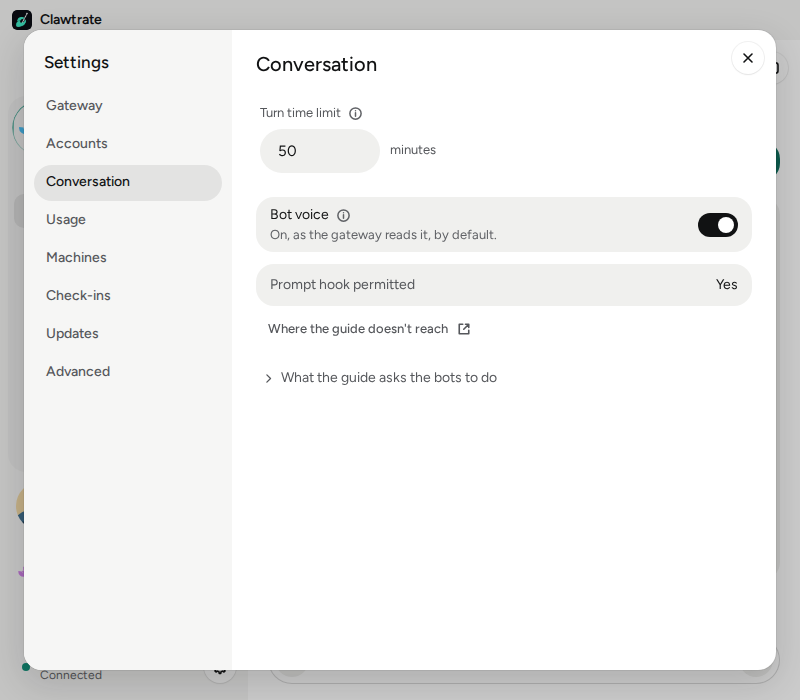 Clawtrate
Settings
Gateway
Accounts
Conversation
Usage
Machines
Check-ins
Updates
Advanced
Conversation
Turn time limit
50 minutes
Bot voice
On, as the gateway reads it, by default.
Prompt hook permitted Yes
Where the guide doesn't reach
What the guide asks the bots to do
Connected